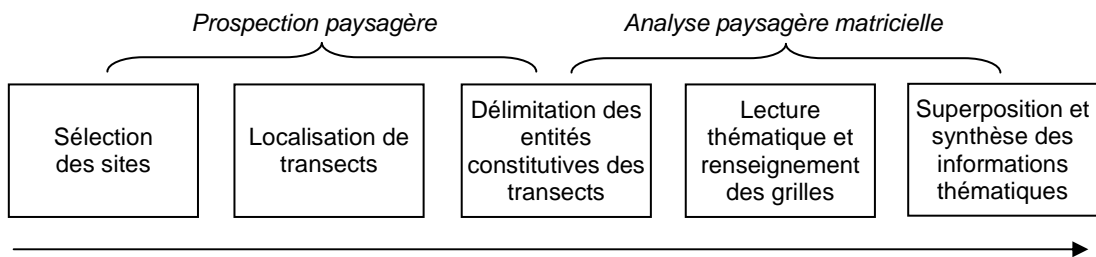 Prospection paysagère
Analyse paysagère matricielle
Sélection
des sites
Localisation de
transects
Délimitation des
entités
constitutives des
transects
Lecture
thématique et
renseignement
des grilles
Superposition et
synthèse des
informations
thématiques